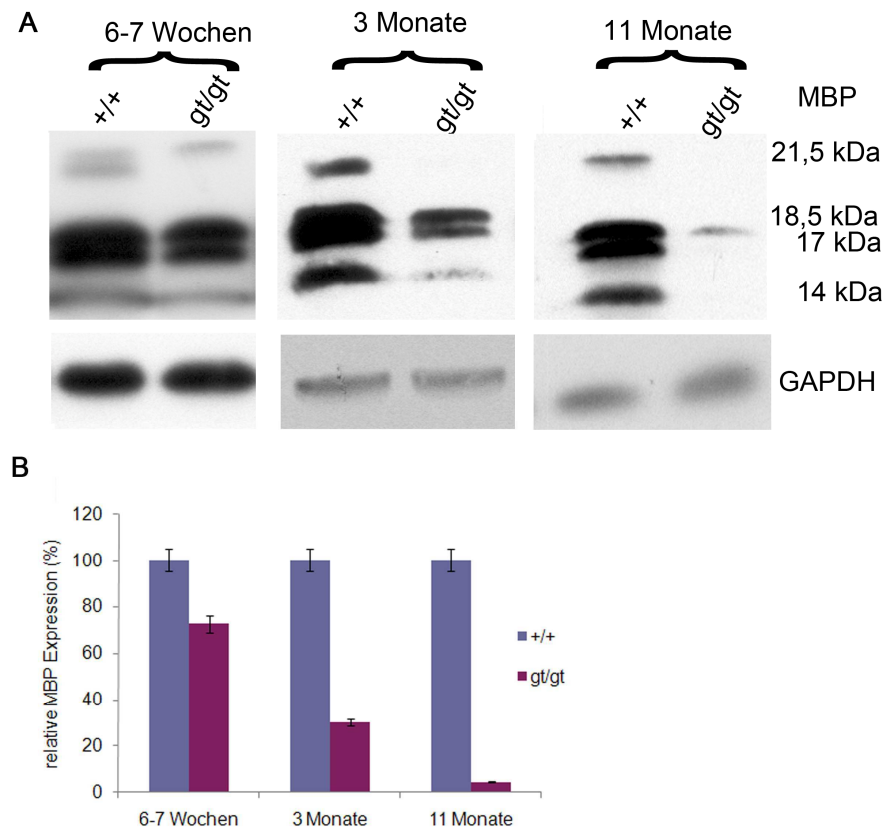 A
6-7 Wochen
3 Monate
11 Monate
+/+
gt/gt
+/+
gt/gt
+/+
gt/gt
MBP
21,5 kDa
18,5 kDa
17 kDa
14 kDa
GAPDH
B
relative MBP Expression (%)
120
100
80
60
40
20
0
6-7 Wochen
3 Monate
11 Monate
+/+
gt/gt